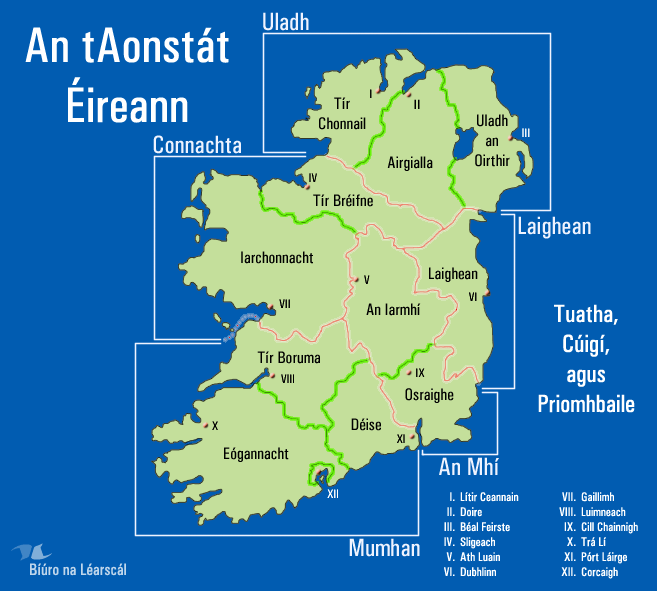 An tAonstát
Éireann
Uladh
Connachta
Tír
Chonnail
I
II
Uladh
an
Oirthir
III
Airgialla
IV
Tír Bréifne
Laighean
Iarchonnacht
Laighean
V
VI
An Iarmhí
VII
Tuatha,
Cúigí,
agus
Priomhbaile
Tír Boruma
VIII
IX
Osraighe
X
Déise
XI
Eógannacht
An Mhí
XII
Mumhan
I. Lítir Ceannain
II. Doire
III. Béal Feirste
IV. Sligeach
V. Ath Luain
VI. Dubhlinn
VII. Gaillimh
VIII. Luimneach
IX. Cill Chainnigh
X. Trá Lí
XI. Pórt Láirge
XII. Corcaigh
Bíúro na Léarscál